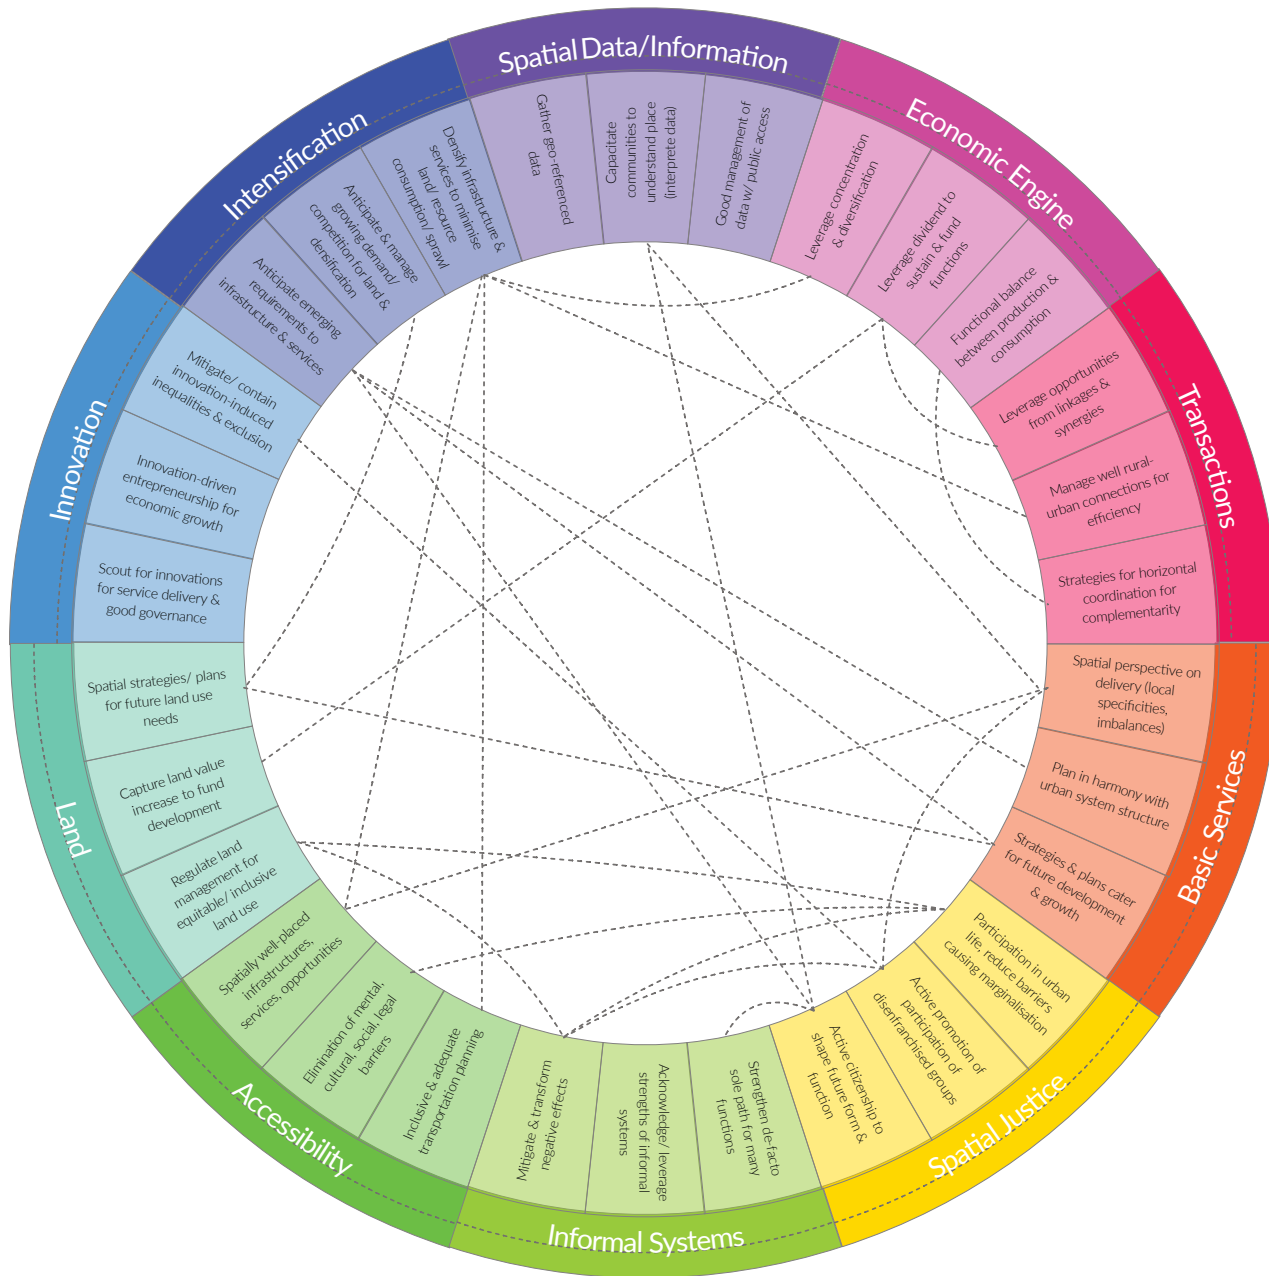 Spatial Data/Information
Gather geo-referenced
data
Capacitate
communities to
understand place
(interprete data)
Good management of
data w/ public access
Economic Engine
Leverage concentration
& diversification
Leverage dividend to
sustain & fund
functions
Functional balance
between production &
consumption
Transactions
Leverage opportunities
from linkages &
synergies
Manage well rural-
urban connections for
efficiency
Strategies for horizontal
coordination for
complementarity
Basic Services
Spatial perspective on
delivery (local
specificities,
imbalances)
Plan in harmony with
urban system structure
Strategies & plans cater
for future development
& growth
Spatial Justice
Participation in urban
life, reduce barriers
causing marginalisation
Active promotion of
participation of
disenfranchised groups
Active citizenship to
shape future form &
function
Informal Systems
Strengthen de-facto
sole path for many
functions
Acknowledge/ leverage
strengths of informal
systems
Mitigate & transform
negative effects
Accessibility
Inclusive & adequate
transportation planning
Elimination of mental,
cultural, social, legal
barriers
Spatially well-placed
infrastructures,
services, opportunities
Land
Regulate land
management for
equitable/ inclusive
land use
Capture land value
increase to fund
development
Spatial strategies/ plans
for future land use
needs
Innovation
Scout for innovations
for service delivery &
good governance
Innovation-driven
entrepreneurship for
economic growth
Mitigate/ contain
innovation-induced
inequalities & exclusion
Intensification
Anticipate emerging
requirements to
infrastructure & services
Anticipate & manage
growing demand/
competition for land &
densification
Densify infrastructure &
services to minimise
land/ resource
consumption/ sprawl